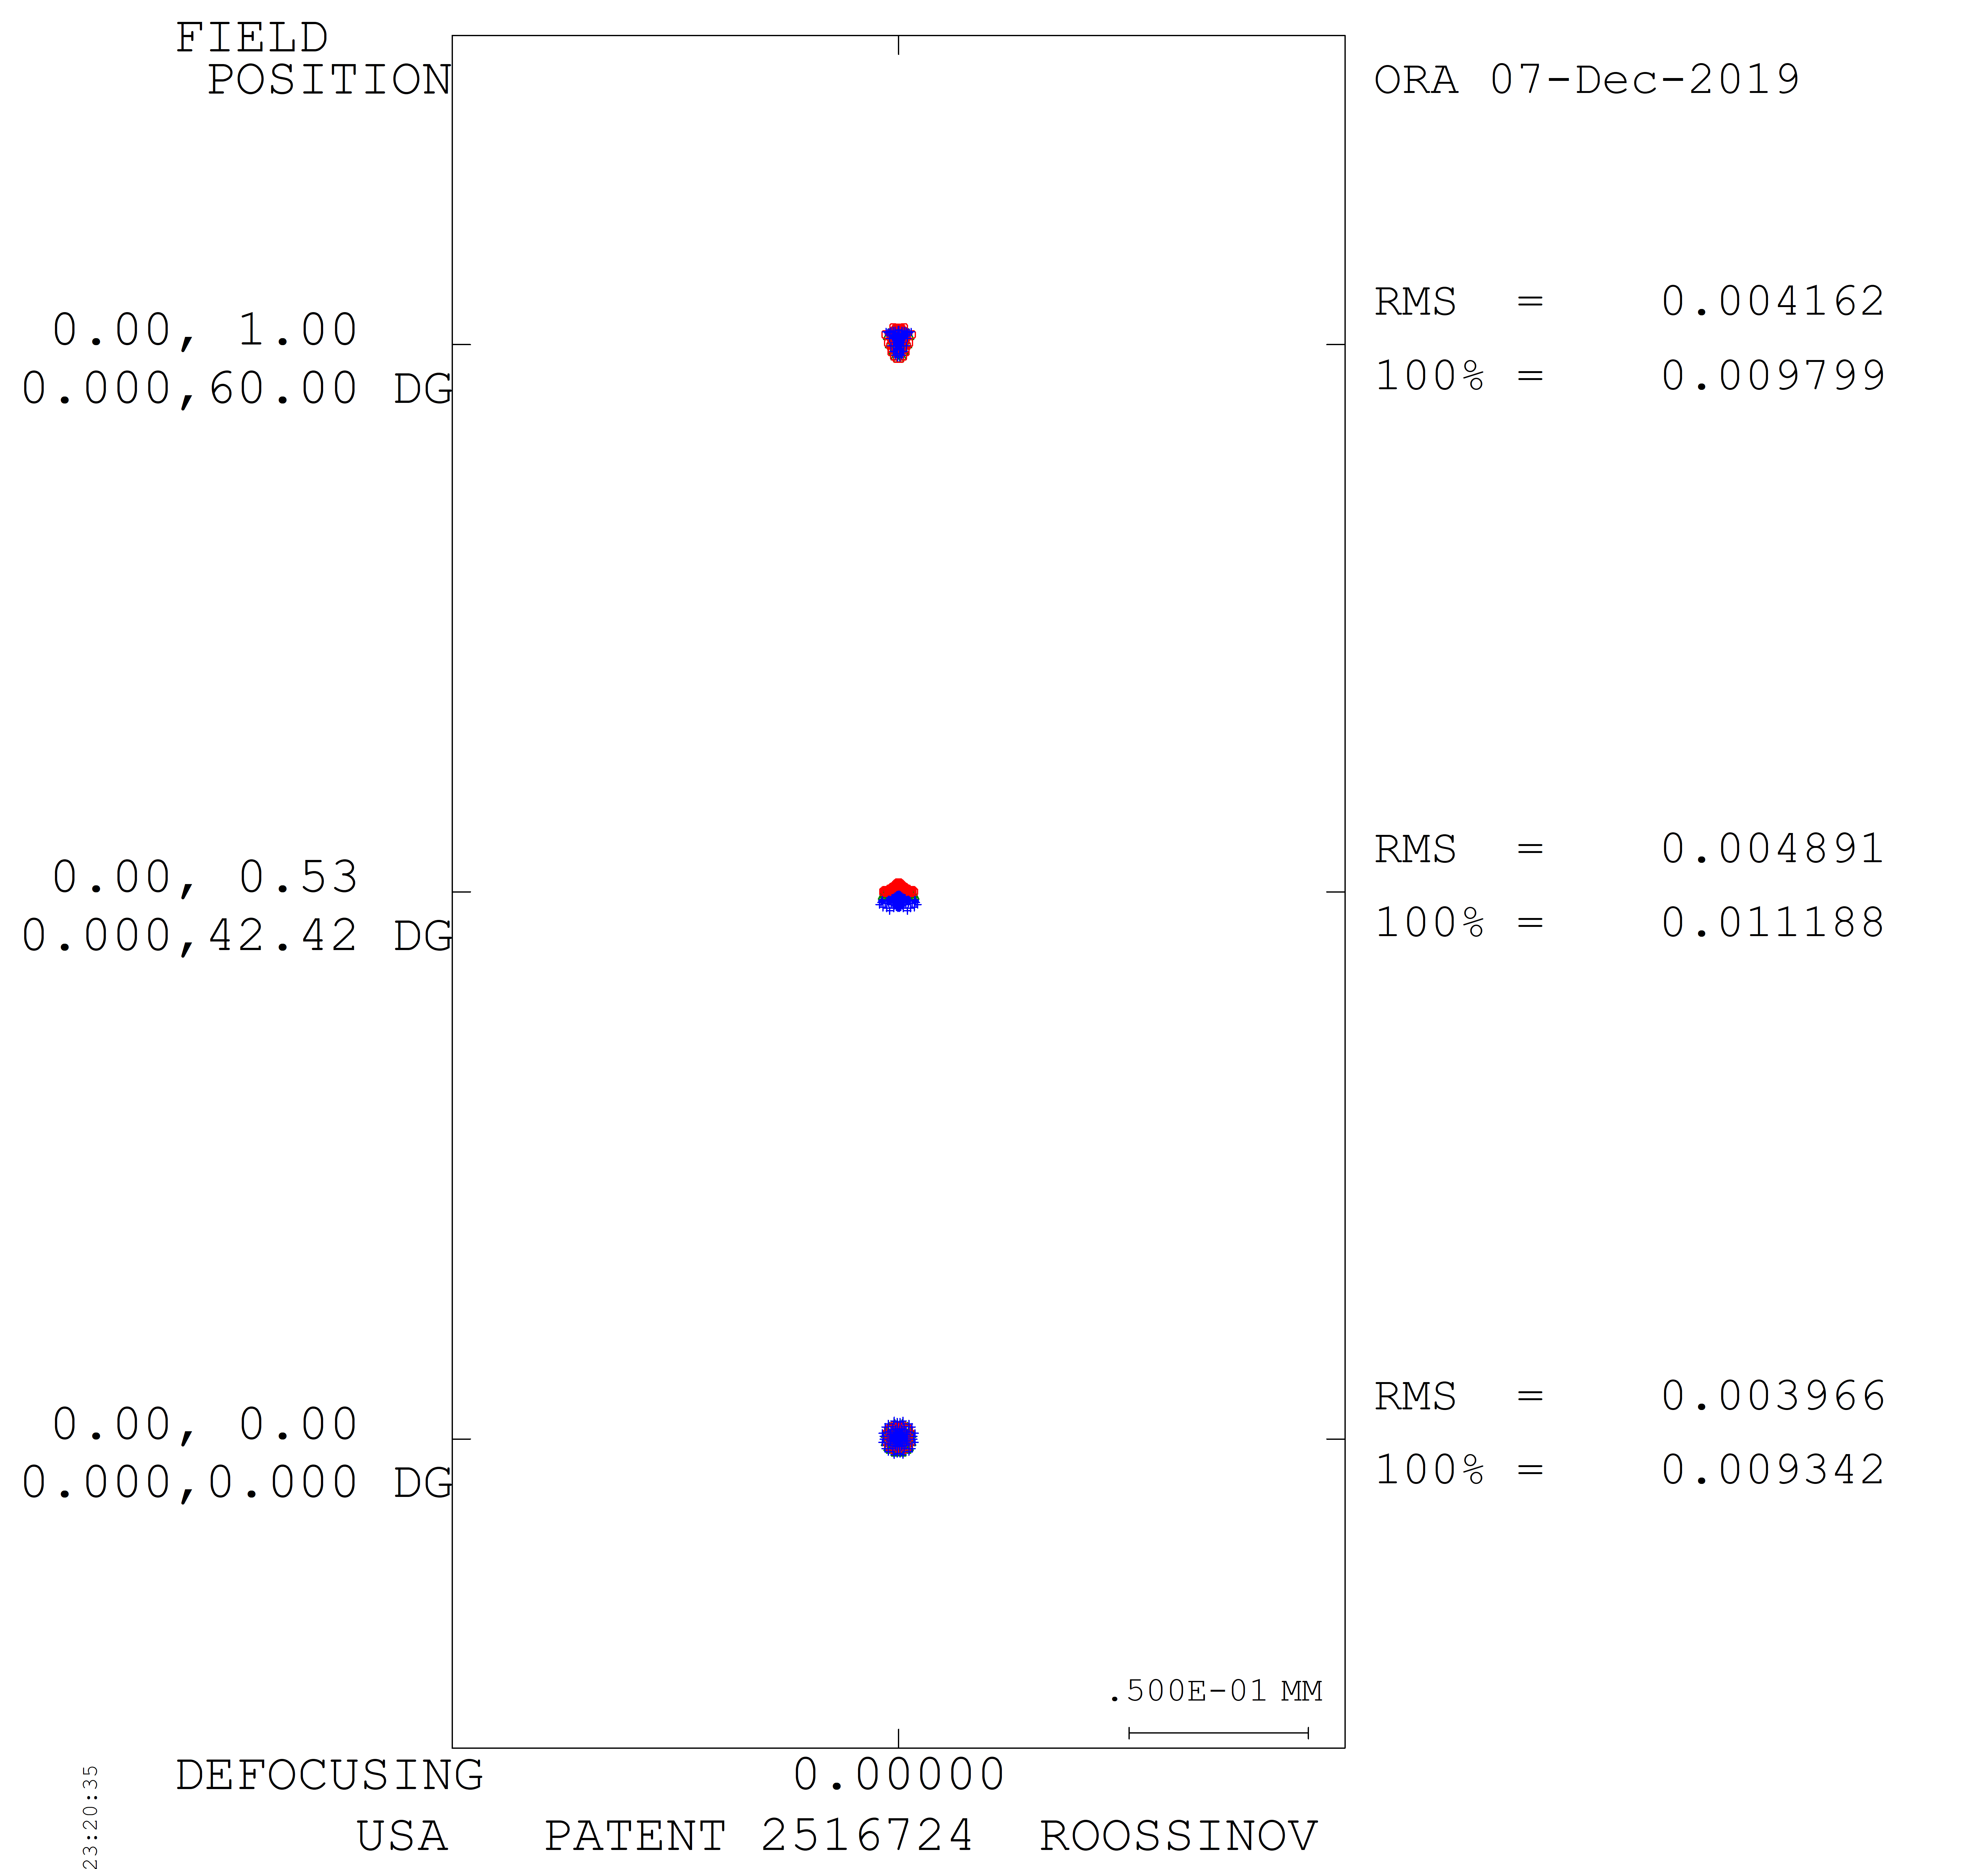 FIELD
POSITION
ORA 07-Dec-2019
0.00, 1.00
0.000,60.00 DG
RMS = 0.004162
100% = 0.009799
0.00, 0.53
0.000,42.42 DG
RMS = 0.004891
100% = 0.011188
0.00, 0.00
0.000,0.000 DG
RMS = 0.003966
100% = 0.009342
.500E-01 MM
DEFOCUSING 0.00000
USA PATENT 2516724 ROOSSINOV
23:20:35